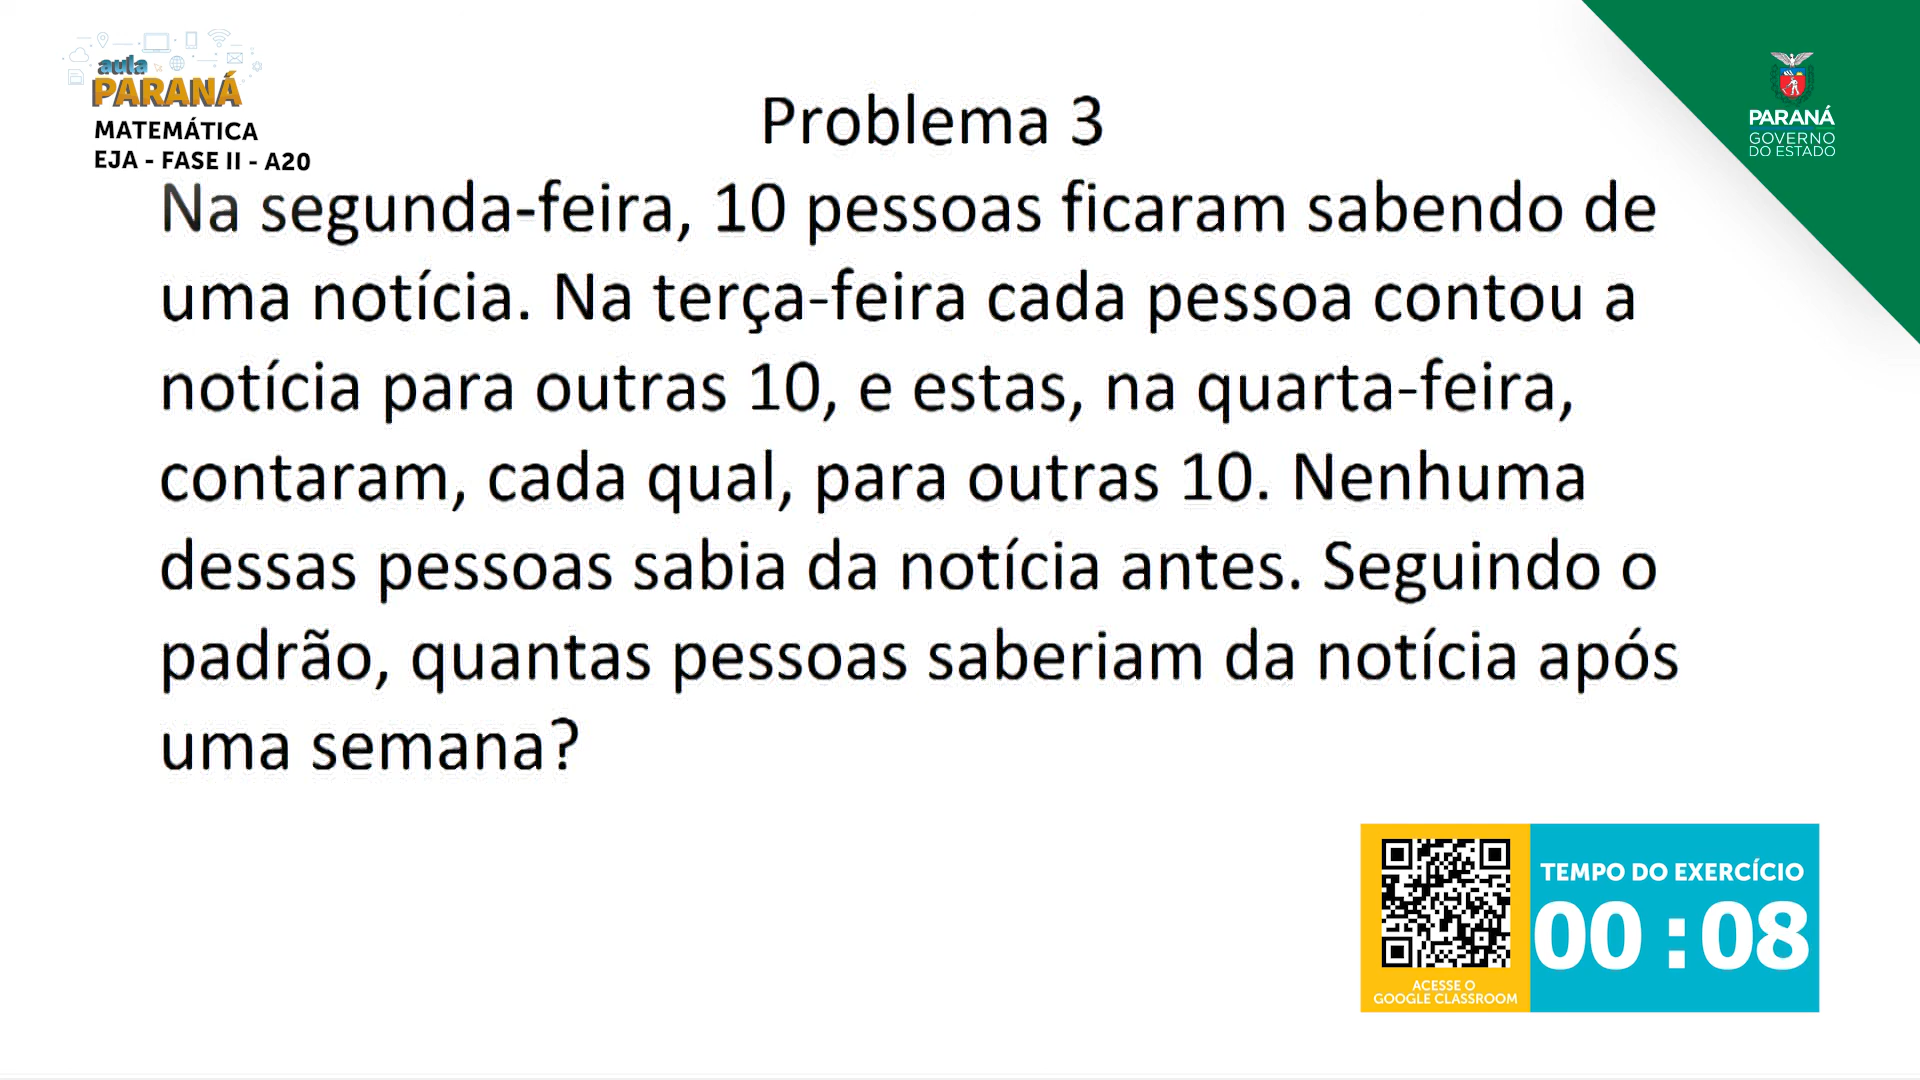 aula
PARANÁ
MATEMÁTICA
EJA - FASE II - A20
PARANÁ
GOVERNO
DO ESTADO
Problema 3
Na segunda-feira, 10 pessoas ficaram sabendo de
uma notícia. Na terça-feira cada pessoa contou a
notícia para outras 10, e estas, na quarta-feira,
contaram, cada qual, para outras 10. Nenhuma
dessas pessoas sabia da notícia antes. Seguindo o
padrão, quantas pessoas saberiam da notícia após
uma semana?
TEMPO DO EXERCÍCIO
00 : 08
ACESSE O
GOOGLE CLASSROOM